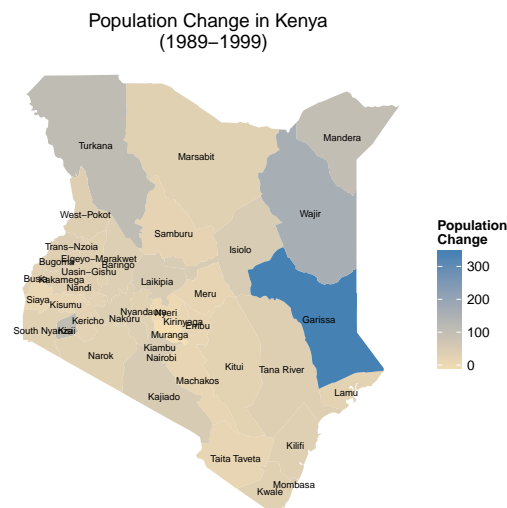 Population Change in Kenya
(1989−1999)
Mandera
Turkana
Marsabit
Wajir
West−Pokot
Samburu
Isiolo
Trans−Nzoia
Elgeyo−Marakwet
Bugoma
Baringo
Uasin−Gishu
Busia
Kakamega
Nandi
Laikipia
Meru
Siaya
Kisumu
Nyandarua
Nyeri
Kericho
Nakuru
Kirinyaga
Embu
Garissa
South Nyanza
Kisii
Muranga
Kiambu
Nairobi
Narok
Kitui
Tana River
Machakos
Kajiado
Lamu
Kilifi
Taita Taveta
Mombasa
Kwale
Population
Change
300
200
100
0